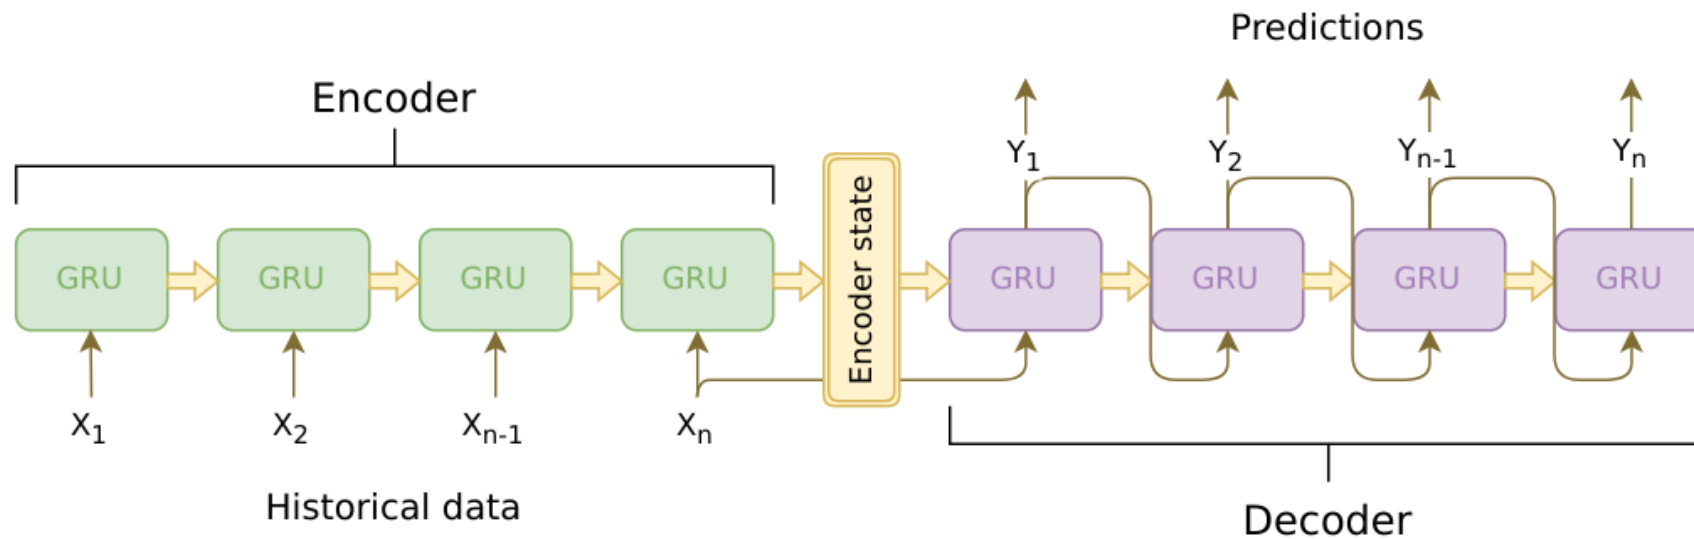 Predictions
Encoder
Y1 Y2 Yn-1 Yn
Encoder state
GRU GRU GRU GRU GRU GRU GRU GRU
X1 X2 Xn-1 Xn
Historical data
Decoder